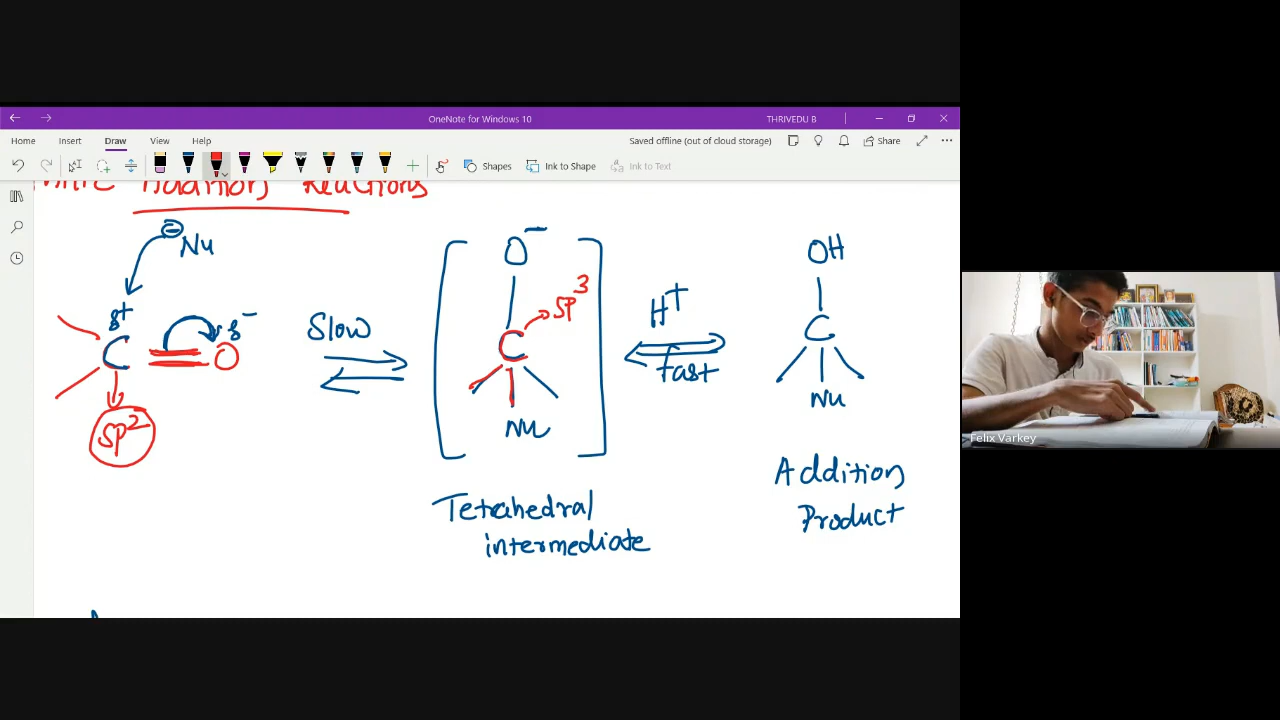 OneNote for Windows 10
THRIVEDU B
Home Insert Draw View Help
Saved offline (out of cloud storage)
Share
Shapes
Ink to Shape
Ink to Text
Addition Reactions
⊖
Nu
δ+
δ-
C
O
SP2
Slow
O-
C
SP3
Nu
H+
fast
OH
C
Nu
Tetrahedral
intermediate
Addition
Product
Felix Varkey